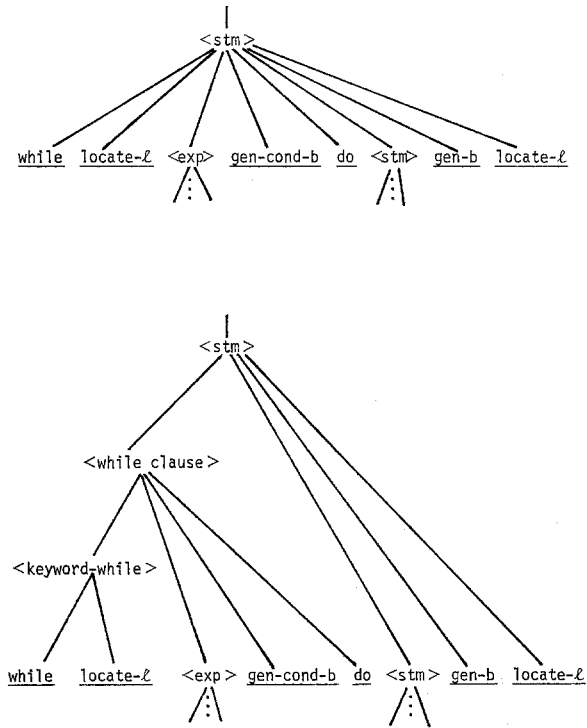 <stm>
while locate-ℓ <exp> gen-cond-b do <stm> gen-b locate-ℓ
<stm>
<while clause>
<keyword-while>
while locate-ℓ <exp> gen-cond-b do <stm> gen-b locate-ℓ